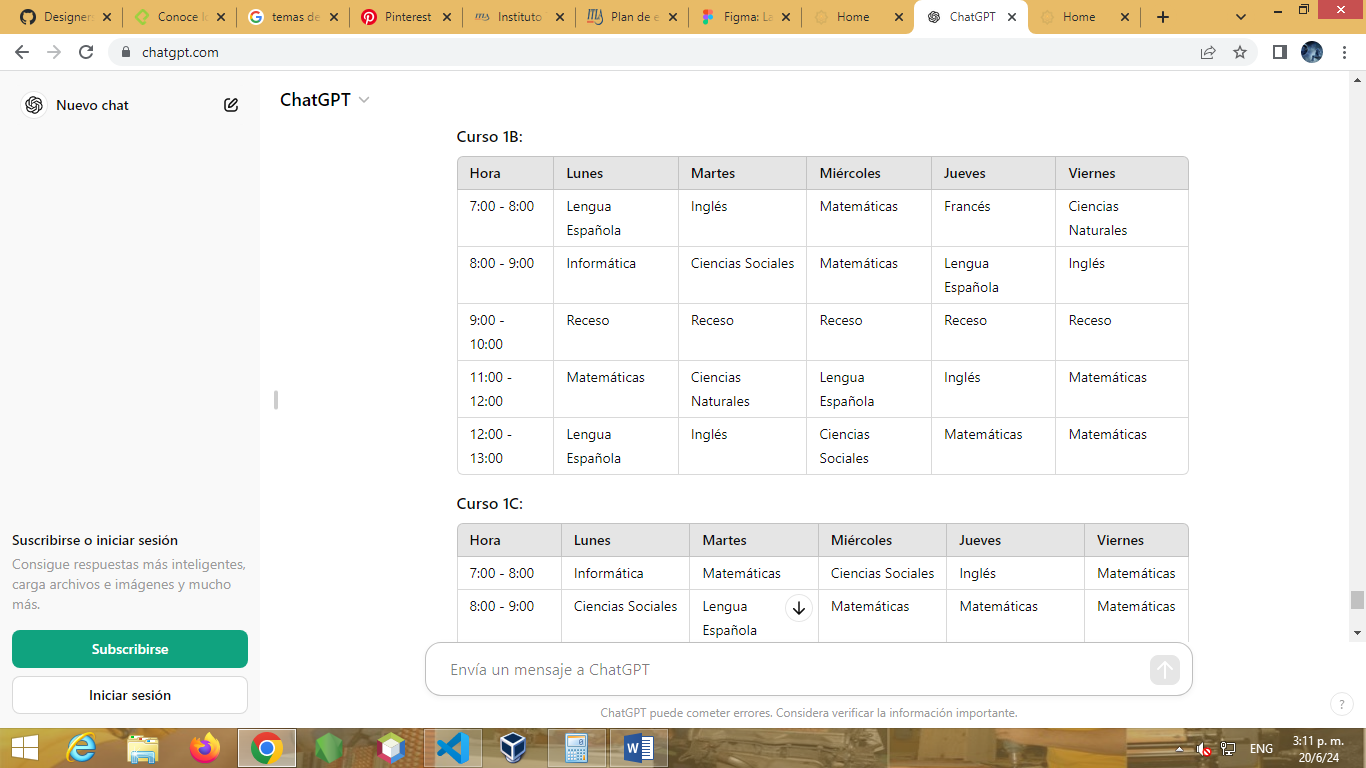 Designer:
Conoce lo
temas de
Pinterest
Instituto
Plan de e
Figma: La
Home
ChatGPT
Home
chatgpt.com
Nuevo chat
ChatGPT
Curso 1B:
Hora Lunes Martes Miércoles Jueves Viernes
7:00 - 8:00 Lengua Inglés Matemáticas Francés Ciencias
Española Naturales
8:00 - 9:00 Informática Ciencias Sociales Matemáticas Lengua Inglés
Española
9:00 - Receso Receso Receso Receso Receso
10:00
11:00 - Matemáticas Ciencias Lengua Inglés Matemáticas
12:00 Naturales Española
12:00 - Lengua Inglés Ciencias Matemáticas Matemáticas
13:00 Española Sociales
Curso 1C:
Hora Lunes Martes Miércoles Jueves Viernes
7:00 - 8:00 Informática Matemáticas Ciencias Sociales Inglés Matemáticas
8:00 - 9:00 Ciencias Sociales Lengua Matemáticas Matemáticas Matemáticas
Española
Suscribirse o iniciar sesión
Consigue respuestas más inteligentes,
carga archivos e imágenes y mucho
más.
Subscribirse
Iniciar sesión
Envía un mensaje a ChatGPT
ChatGPT puede cometer errores. Considera verificar la información importante.
?
ENG
3:11 p. m.
20/6/24